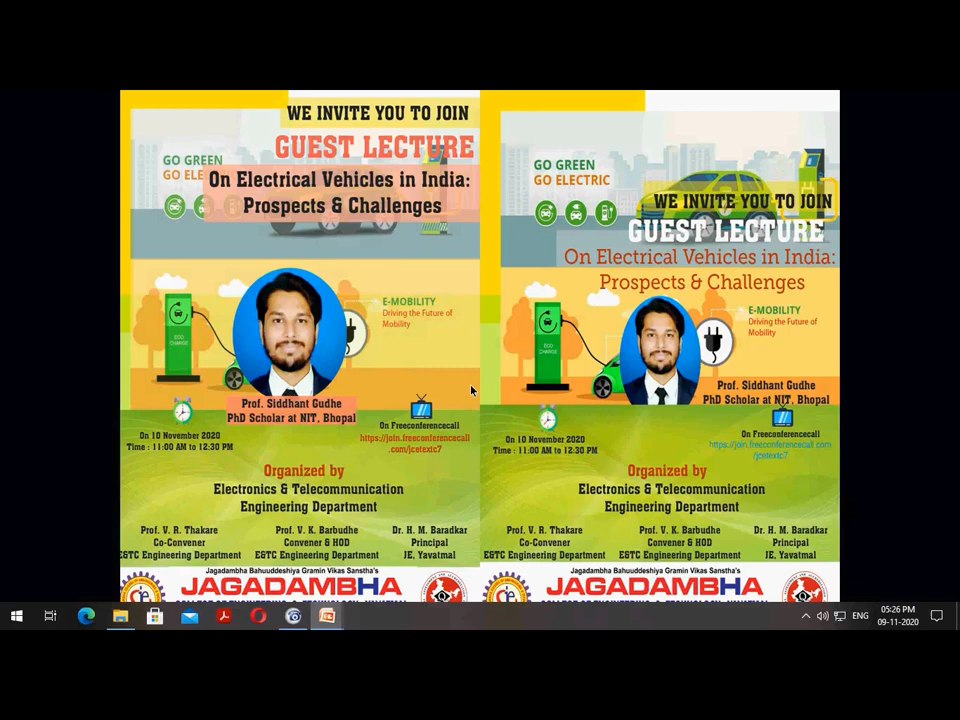 WE INVITE YOU TO JOIN
GUEST LECTURE
On Electrical Vehicles in India:
Prospects & Challenges
GO GREEN
GO ELE
E-MOBILITY
Driving the Future of
Mobility
ECO
CHARGE
Prof. Siddhant Gudhe
PhD Scholar at NIT, Bhopal
On 10 November 2020
Time : 11:00 AM to 12:30 PM
On Freeconferencecall
https://join.freeconferencecall
.com/jcetextc7
Organized by
Electronics & Telecommunication
Engineering Department
Prof. V. R. Thakare
Co-Convener
E&TC Engineering Department
Prof. V. K. Barbudhe
Convener & HOD
E&TC Engineering Department
Dr. H. M. Baradkar
Principal
JE, Yavatmal
Jagadambha Bahuuddeshiya Gramin Vikas Sanstha's
JAGADAMBHA
GO GREEN
GO ELECTRIC
WE INVITE YOU TO JOIN
GUEST LECTURE
On Electrical Vehicles in India:
Prospects & Challenges
E-MOBILITY
Driving the Future of
Mobility
ECO
CHARGE
Prof. Siddhant Gudhe
PhD Scholar at NIT, Bhopal
On 10 November 2020
Time : 11:00 AM to 12:30 PM
On Freeconferencecall
https://join.freeconferencecall.com
/jcetextc7
Organized by
Electronics & Telecommunication
Engineering Department
Prof. V. R. Thakare
Co-Convener
E&TC Engineering Department
Prof. V. K. Barbudhe
Convener & HOD
E&TC Engineering Department
Dr. H. M. Baradkar
Principal
JE, Yavatmal
Jagadambha Bahuuddeshiya Gramin Vikas Sanstha's
JAGADAMBHA
ENG
05:26 PM
09-11-2020